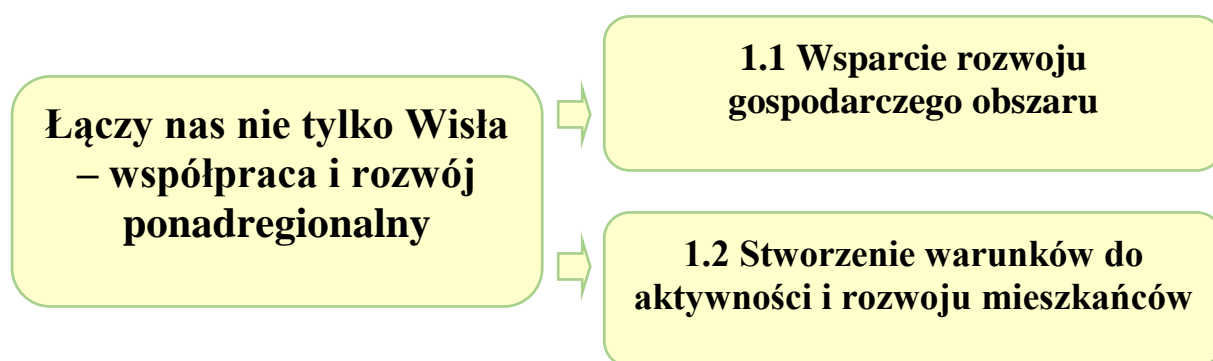 Łączy nas nie tylko Wisła
– współpraca i rozwój
ponadregionalny
1.1 Wsparcie rozwoju
gospodarczego obszaru
1.2 Stworzenie warunków do
aktywności i rozwoju mieszkańców